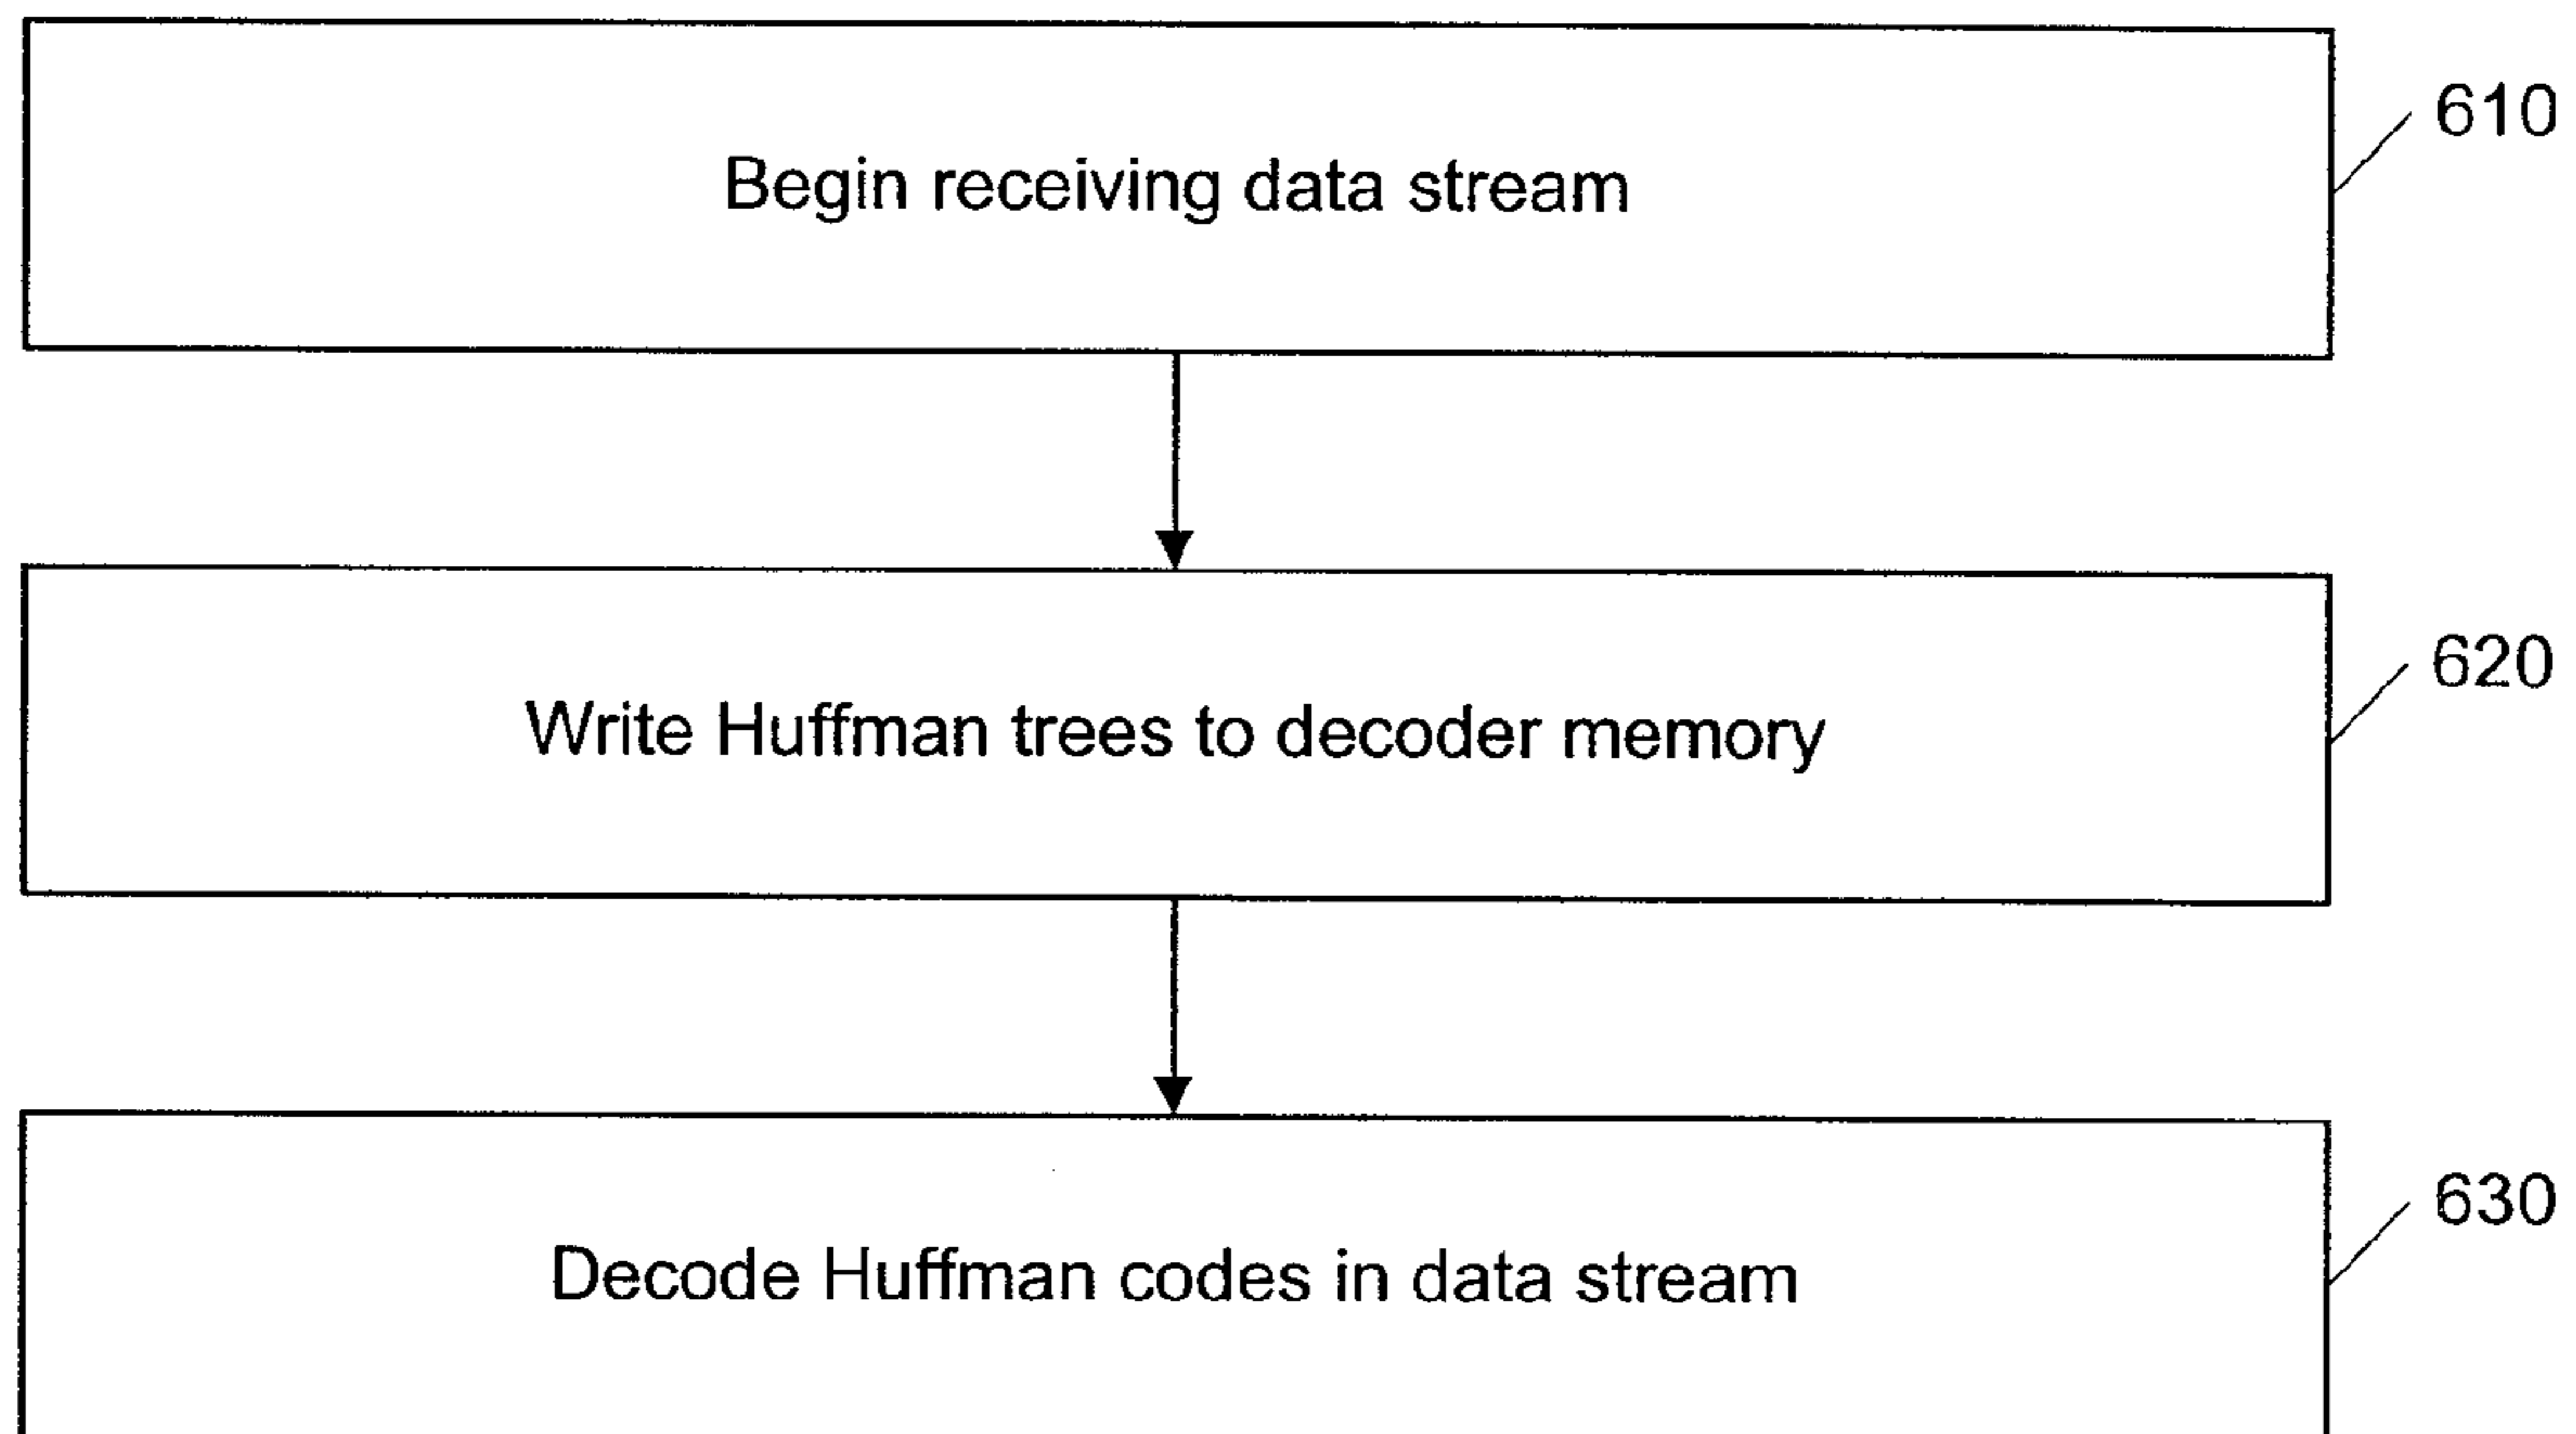 Begin receiving data stream
610
Write Huffman trees to decoder memory
620
Decode Huffman codes in data stream
630